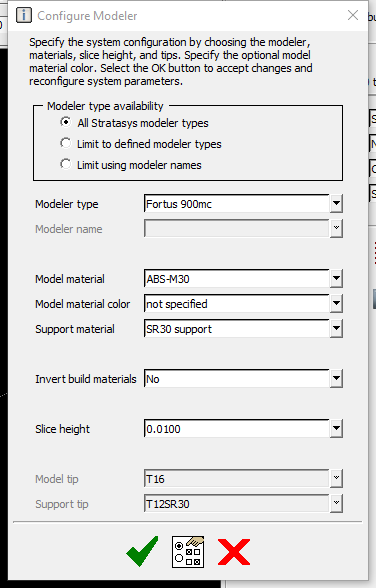 Configure Modeler
Specify the system configuration by choosing the modeler,
materials, slice height, and tips. Specify the optional model
material color. Select the OK button to accept changes and
reconfigure system parameters.
Modeler type availability
All Stratasys modeler types
Limit to defined modeler types
Limit using modeler names
Modeler type Fortus 900mc
Modeler name
Model material ABS-M30
Model material color not specified
Support material SR30 support
Invert build materials No
Slice height 0.0100
Model tip T16
Support tip T12SR30